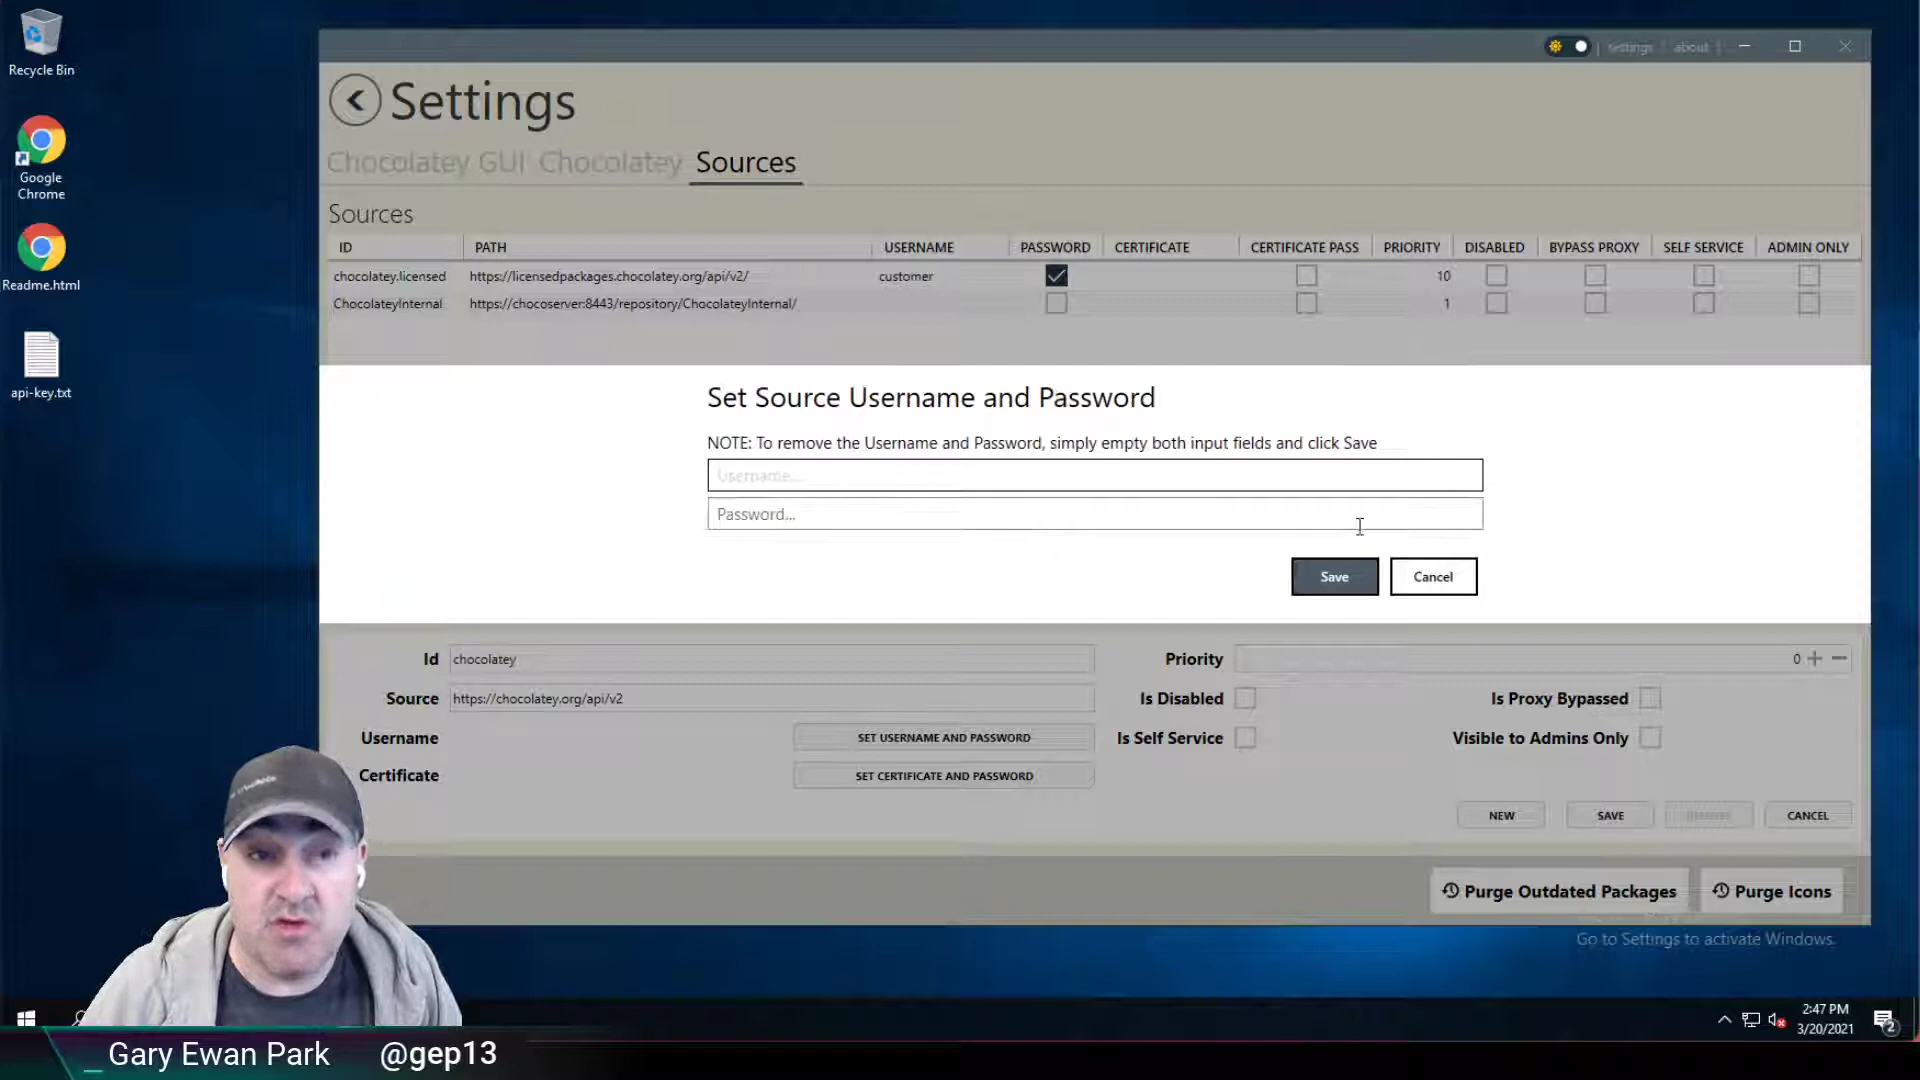 Recycle Bin
Google
Chrome
Readme.html
api-key.txt
settings | about
Settings
Chocolatey GUI Chocolatey Sources
Sources
ID PATH USERNAME PASSWORD CERTIFICATE CERTIFICATE PASS PRIORITY DISABLED BYPASS PROXY SELF SERVICE ADMIN ONLY
chocolatey.licensed https://licensedpackages.chocolatey.org/api/v2/ customer 10
ChocolateyInternal https://chocoserver:8443/repository/ChocolateyInternal/ 1
Set Source Username and Password
NOTE: To remove the Username and Password, simply empty both input fields and click Save
Username...
Password...
Save Cancel
Id chocolatey Priority 0
Source https://chocolatey.org/api/v2 Is Disabled Is Proxy Bypassed
Username SET USERNAME AND PASSWORD Is Self Service Visible to Admins Only
Certificate SET CERTIFICATE AND PASSWORD
NEW SAVE REMOVE CANCEL
Purge Outdated Packages Purge Icons
Go to Settings to activate Windows.
2:47 PM
3/20/2021
2
_ Gary Ewan Park @gep13